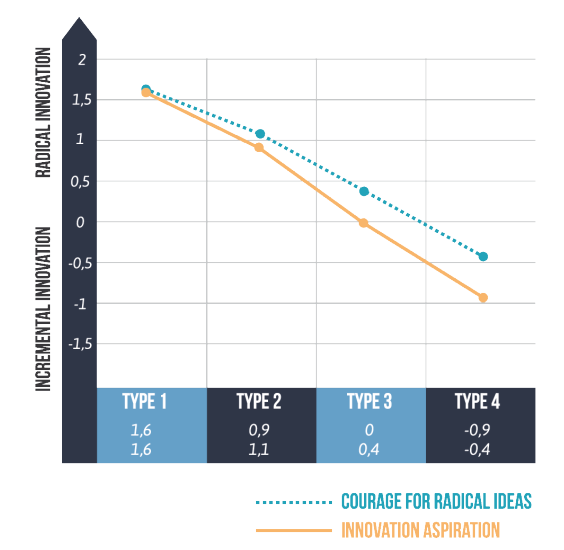 RADICAL INNOVATION
INCREMENTAL INNOVATION
2
1,5
1
0,5
0
-0,5
-1
-1,5
TYPE 1 TYPE 2 TYPE 3 TYPE 4
1,6 0,9 0 -0,9
1,6 1,1 0,4 -0,4
COURAGE FOR RADICAL IDEAS
INNOVATION ASPIRATION